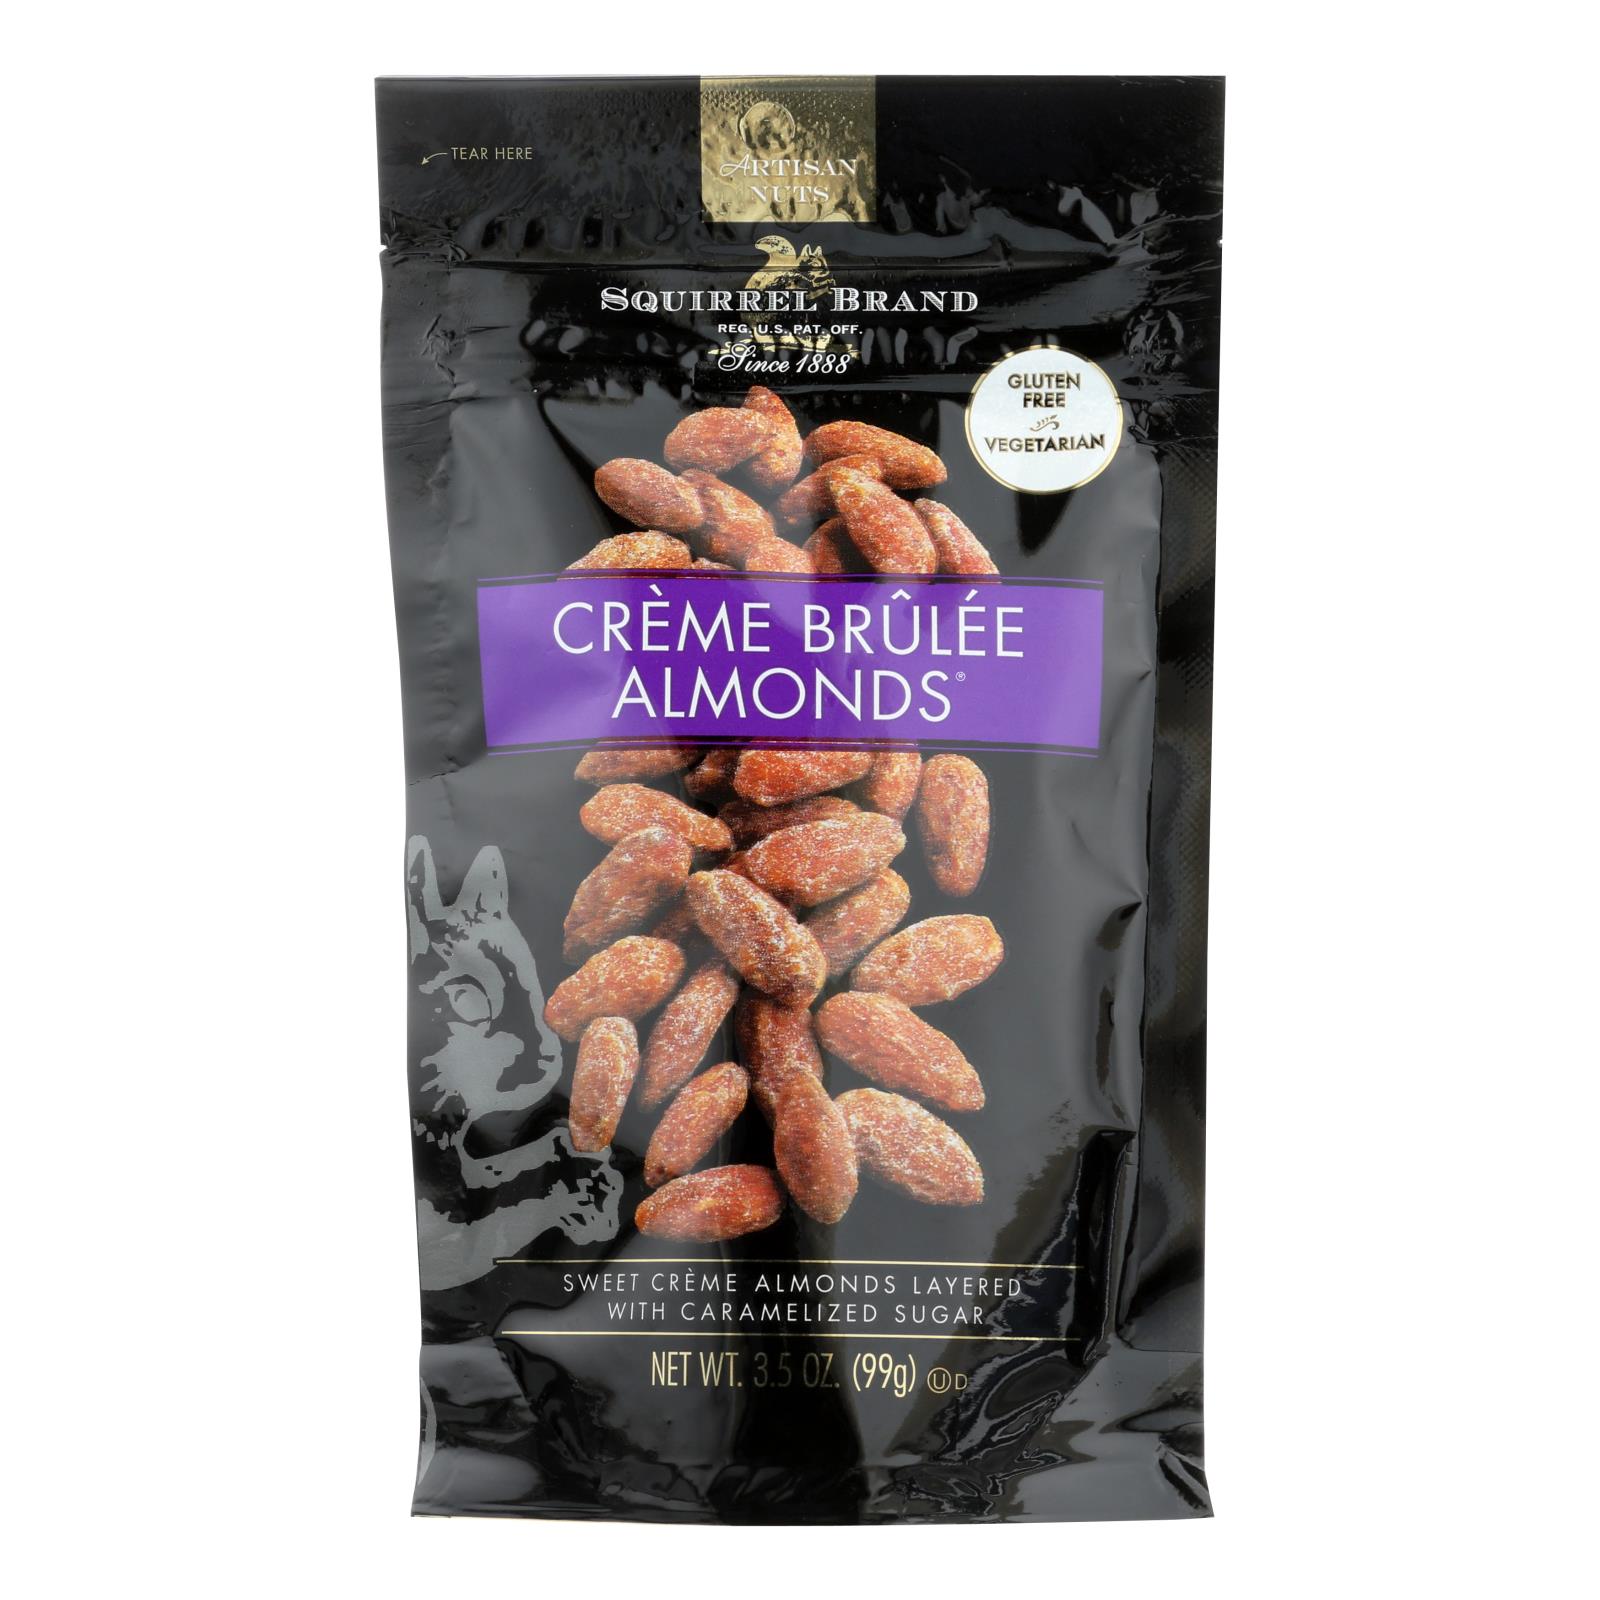 TEAR HERE
ARTISAN
NUTS
SQUIRREL BRAND
REG. U.S. PAT. OFF.
Since 1888
GLUTEN
FREE
VEGETARIAN
CRÈME BRÛLÉE
ALMONDS®
SWEET CRÈME ALMONDS LAYERED
WITH CARAMELIZED SUGAR
NET WT. 3.5 OZ. (99g) Ⓤ D